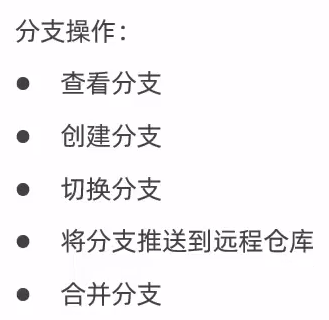 分支操作：
● 查看分支
● 创建分支
● 切换分支
● 将分支推送到远程仓库
● 合并分支